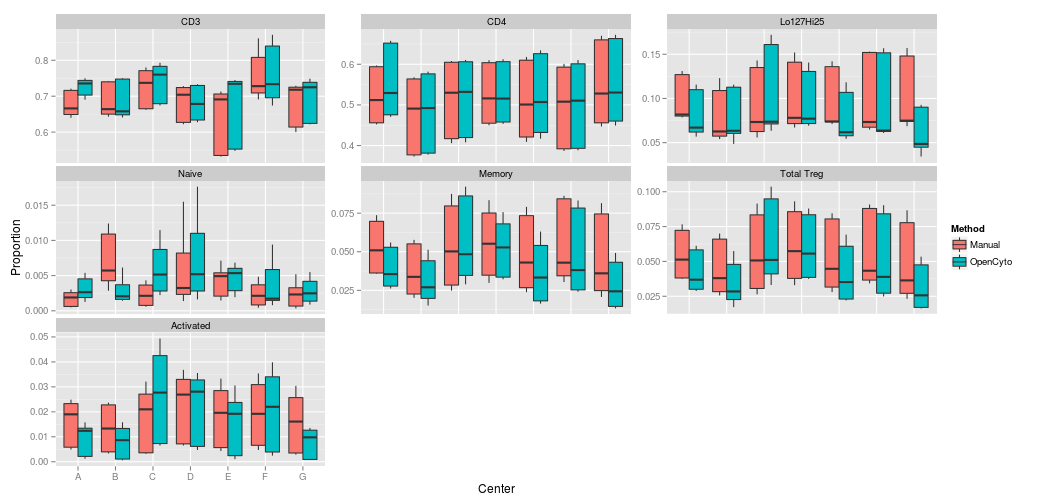 CD3
CD4
Lo127Hi25
0.8
0.7
0.6
0.6
0.5
0.4
0.15
0.10
0.05
Naive
Memory
Total Treg
0.015
0.010
0.005
0.000
0.075
0.050
0.025
0.100
0.075
0.050
0.025
Activated
0.05
0.04
0.03
0.02
0.01
0.00
A B C D E F G
Proportion
Center
Method
Manual
OpenCyto